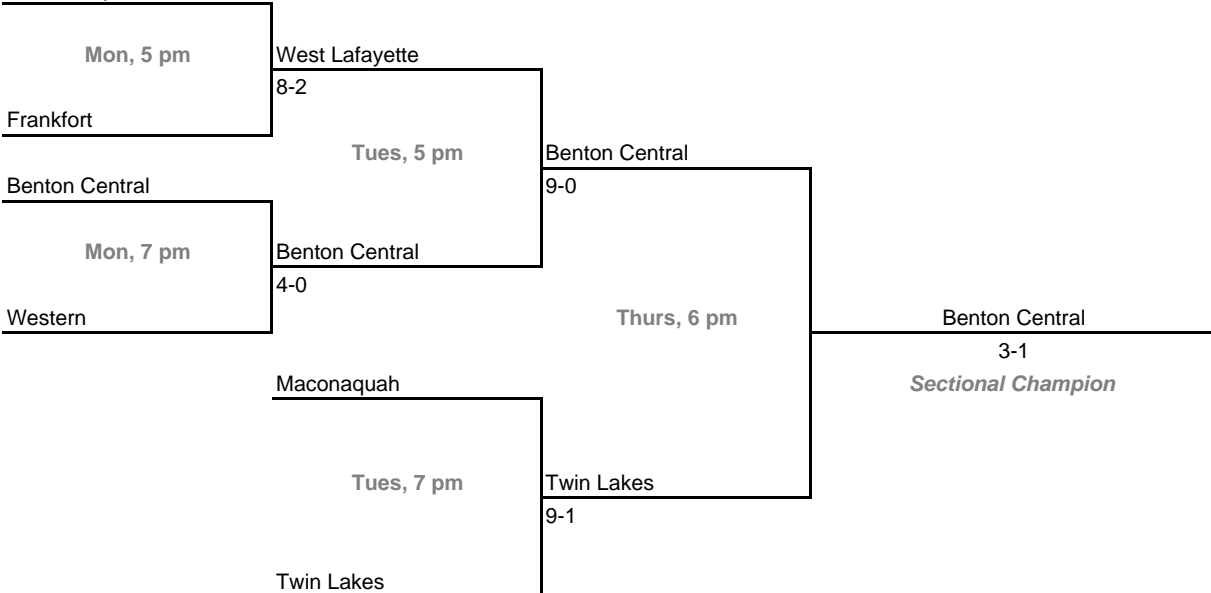 Mon, 5 pm
West Lafayette
8-2
Frankfort
Tues, 5 pm
Benton Central
9-0
Benton Central
Mon, 7 pm
Benton Central
4-0
Western
Thurs, 6 pm
Benton Central
3-1
Sectional Champion
Maconaquah
Tues, 7 pm
Twin Lakes
9-1
Twin Lakes